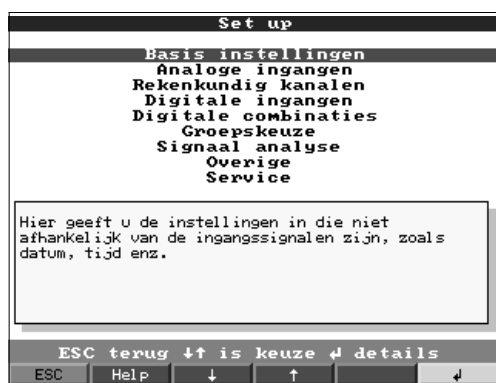 Set up
Basis instellingen
Analoge ingangen
Rekenkundig kanalen
Digitale ingangen
Digitale combinaties
Groepskeuze
Signaal analyse
Overige
Service
Hier geeft u de instellingen in die niet
afhankelijk van de ingangssignalen zijn, zoals
datum, tijd enz.
ESC terug ↓↑ is keuze ↲ details
ESC Help ↓ ↑ ↲